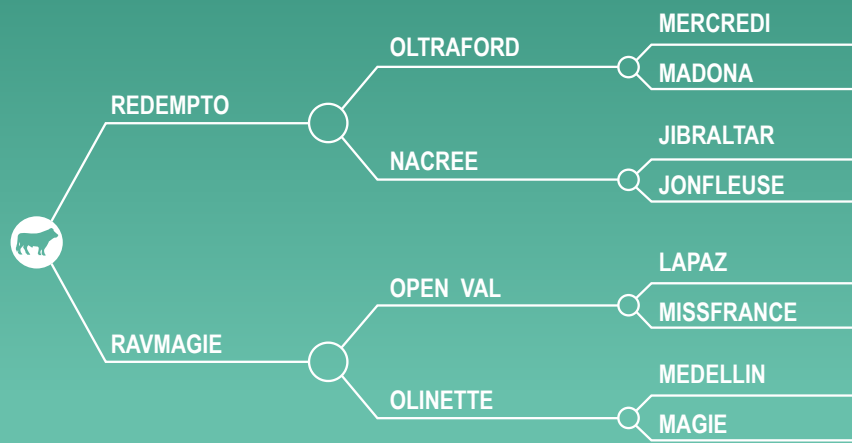 MERCREDI
OLTRAFORD
MADONA
REDEMPTO
JIBRALTAR
NACREE
JONFLEUSE
LAPAZ
OPEN VAL
MISSFRANCE
RAVMAGIE
MEDELLIN
OLINETTE
MAGIE